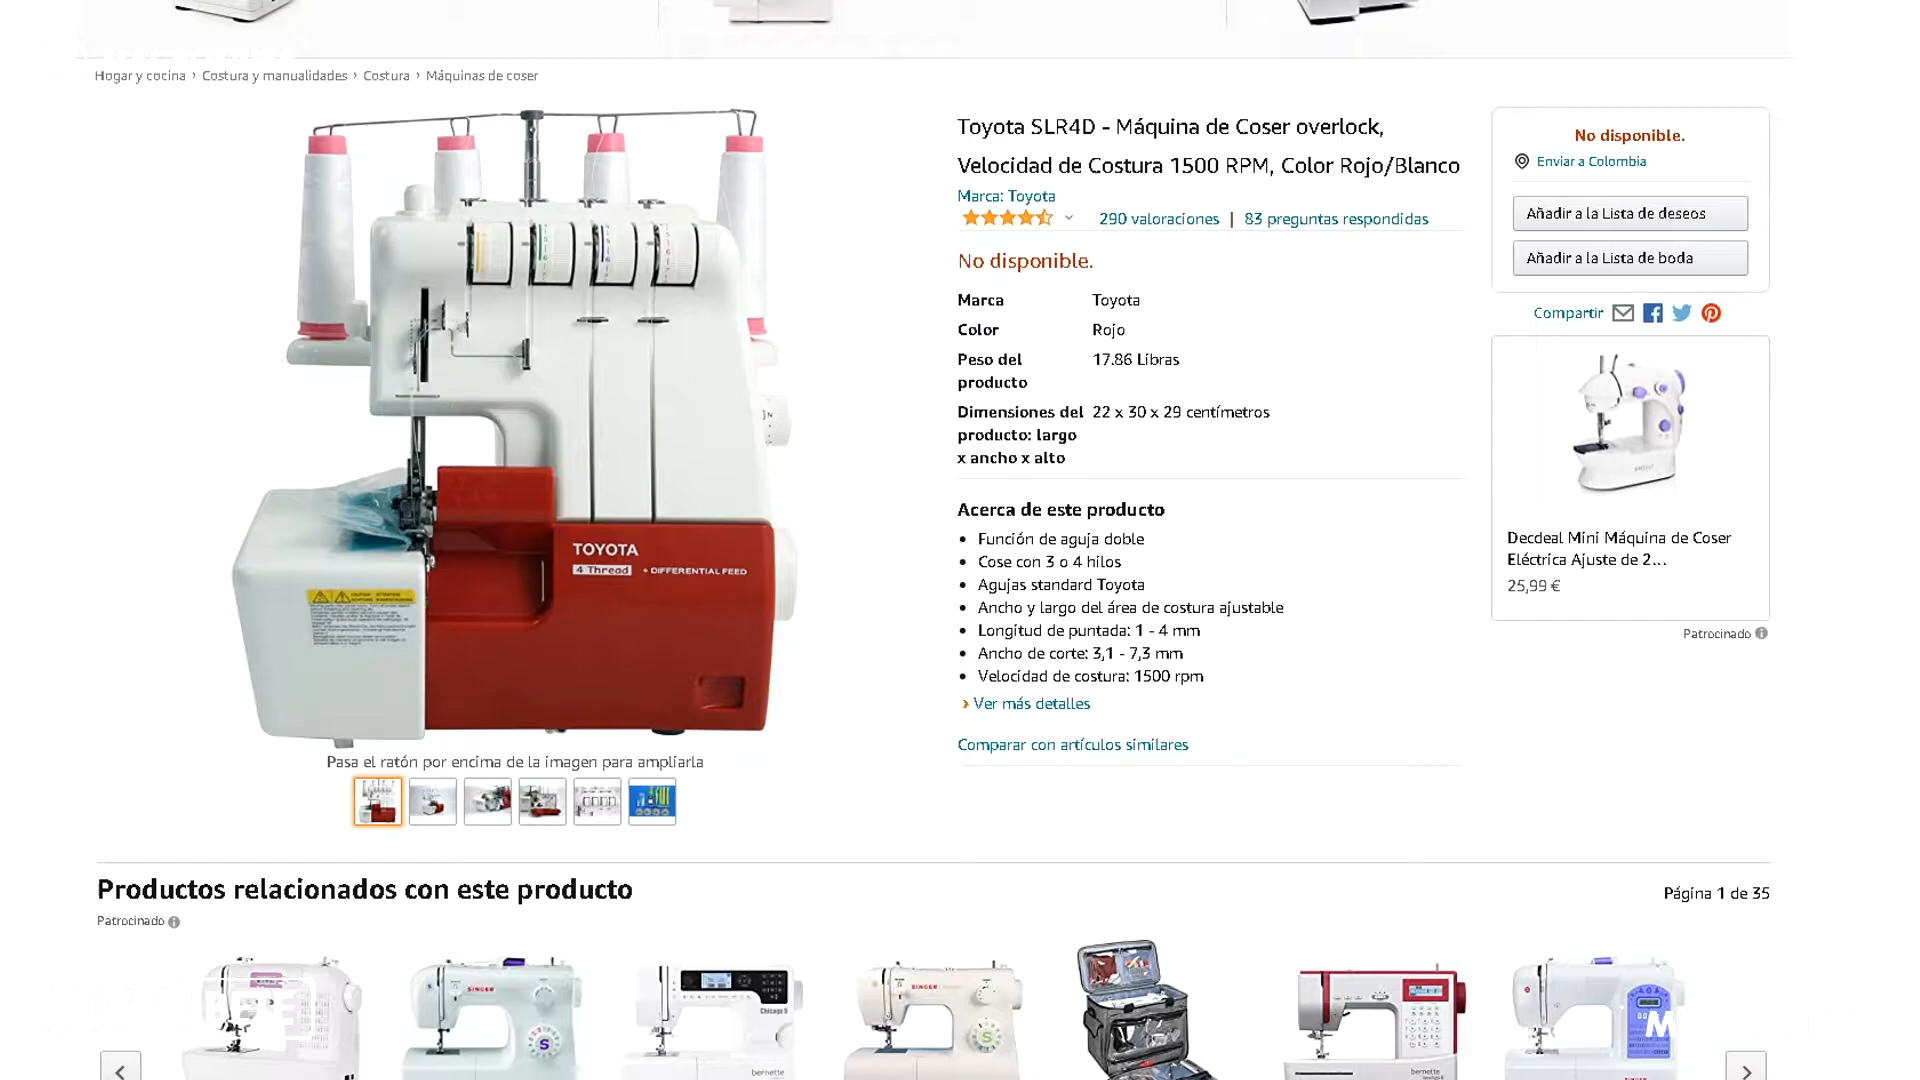 Hogar y cocina › Costura y manualidades › Costura › Máquinas de coser
Toyota SLR4D - Máquina de Coser overlock,
Velocidad de Costura 1500 RPM, Color Rojo/Blanco
Marca: Toyota
290 valoraciones | 83 preguntas respondidas
No disponible.
Marca Toyota
Color Rojo
Peso del 17.86 Libras
producto
Dimensiones del 22 x 30 x 29 centímetros
producto: largo
x ancho x alto
Acerca de este producto
• Función de aguja doble
• Cose con 3 o 4 hilos
• Agujas standard Toyota
• Ancho y largo del área de costura ajustable
• Longitud de puntada: 1 - 4 mm
• Ancho de corte: 3,1 - 7,3 mm
• Velocidad de costura: 1500 rpm
› Ver más detalles
Comparar con artículos similares
No disponible.
Enviar a Colombia
Añadir a la Lista de deseos
Añadir a la Lista de boda
Compartir
Decdeal Mini Máquina de Coser
Eléctrica Ajuste de 2...
25,99 €
Patrocinado
TOYOTA
4 Thread + DIFFERENTIAL FEED
Pasa el ratón por encima de la imagen para ampliarla
Productos relacionados con este producto
Página 1 de 35
Patrocinado
SINGER
Chicago 5
bernette
SINGER
S
bernette
M